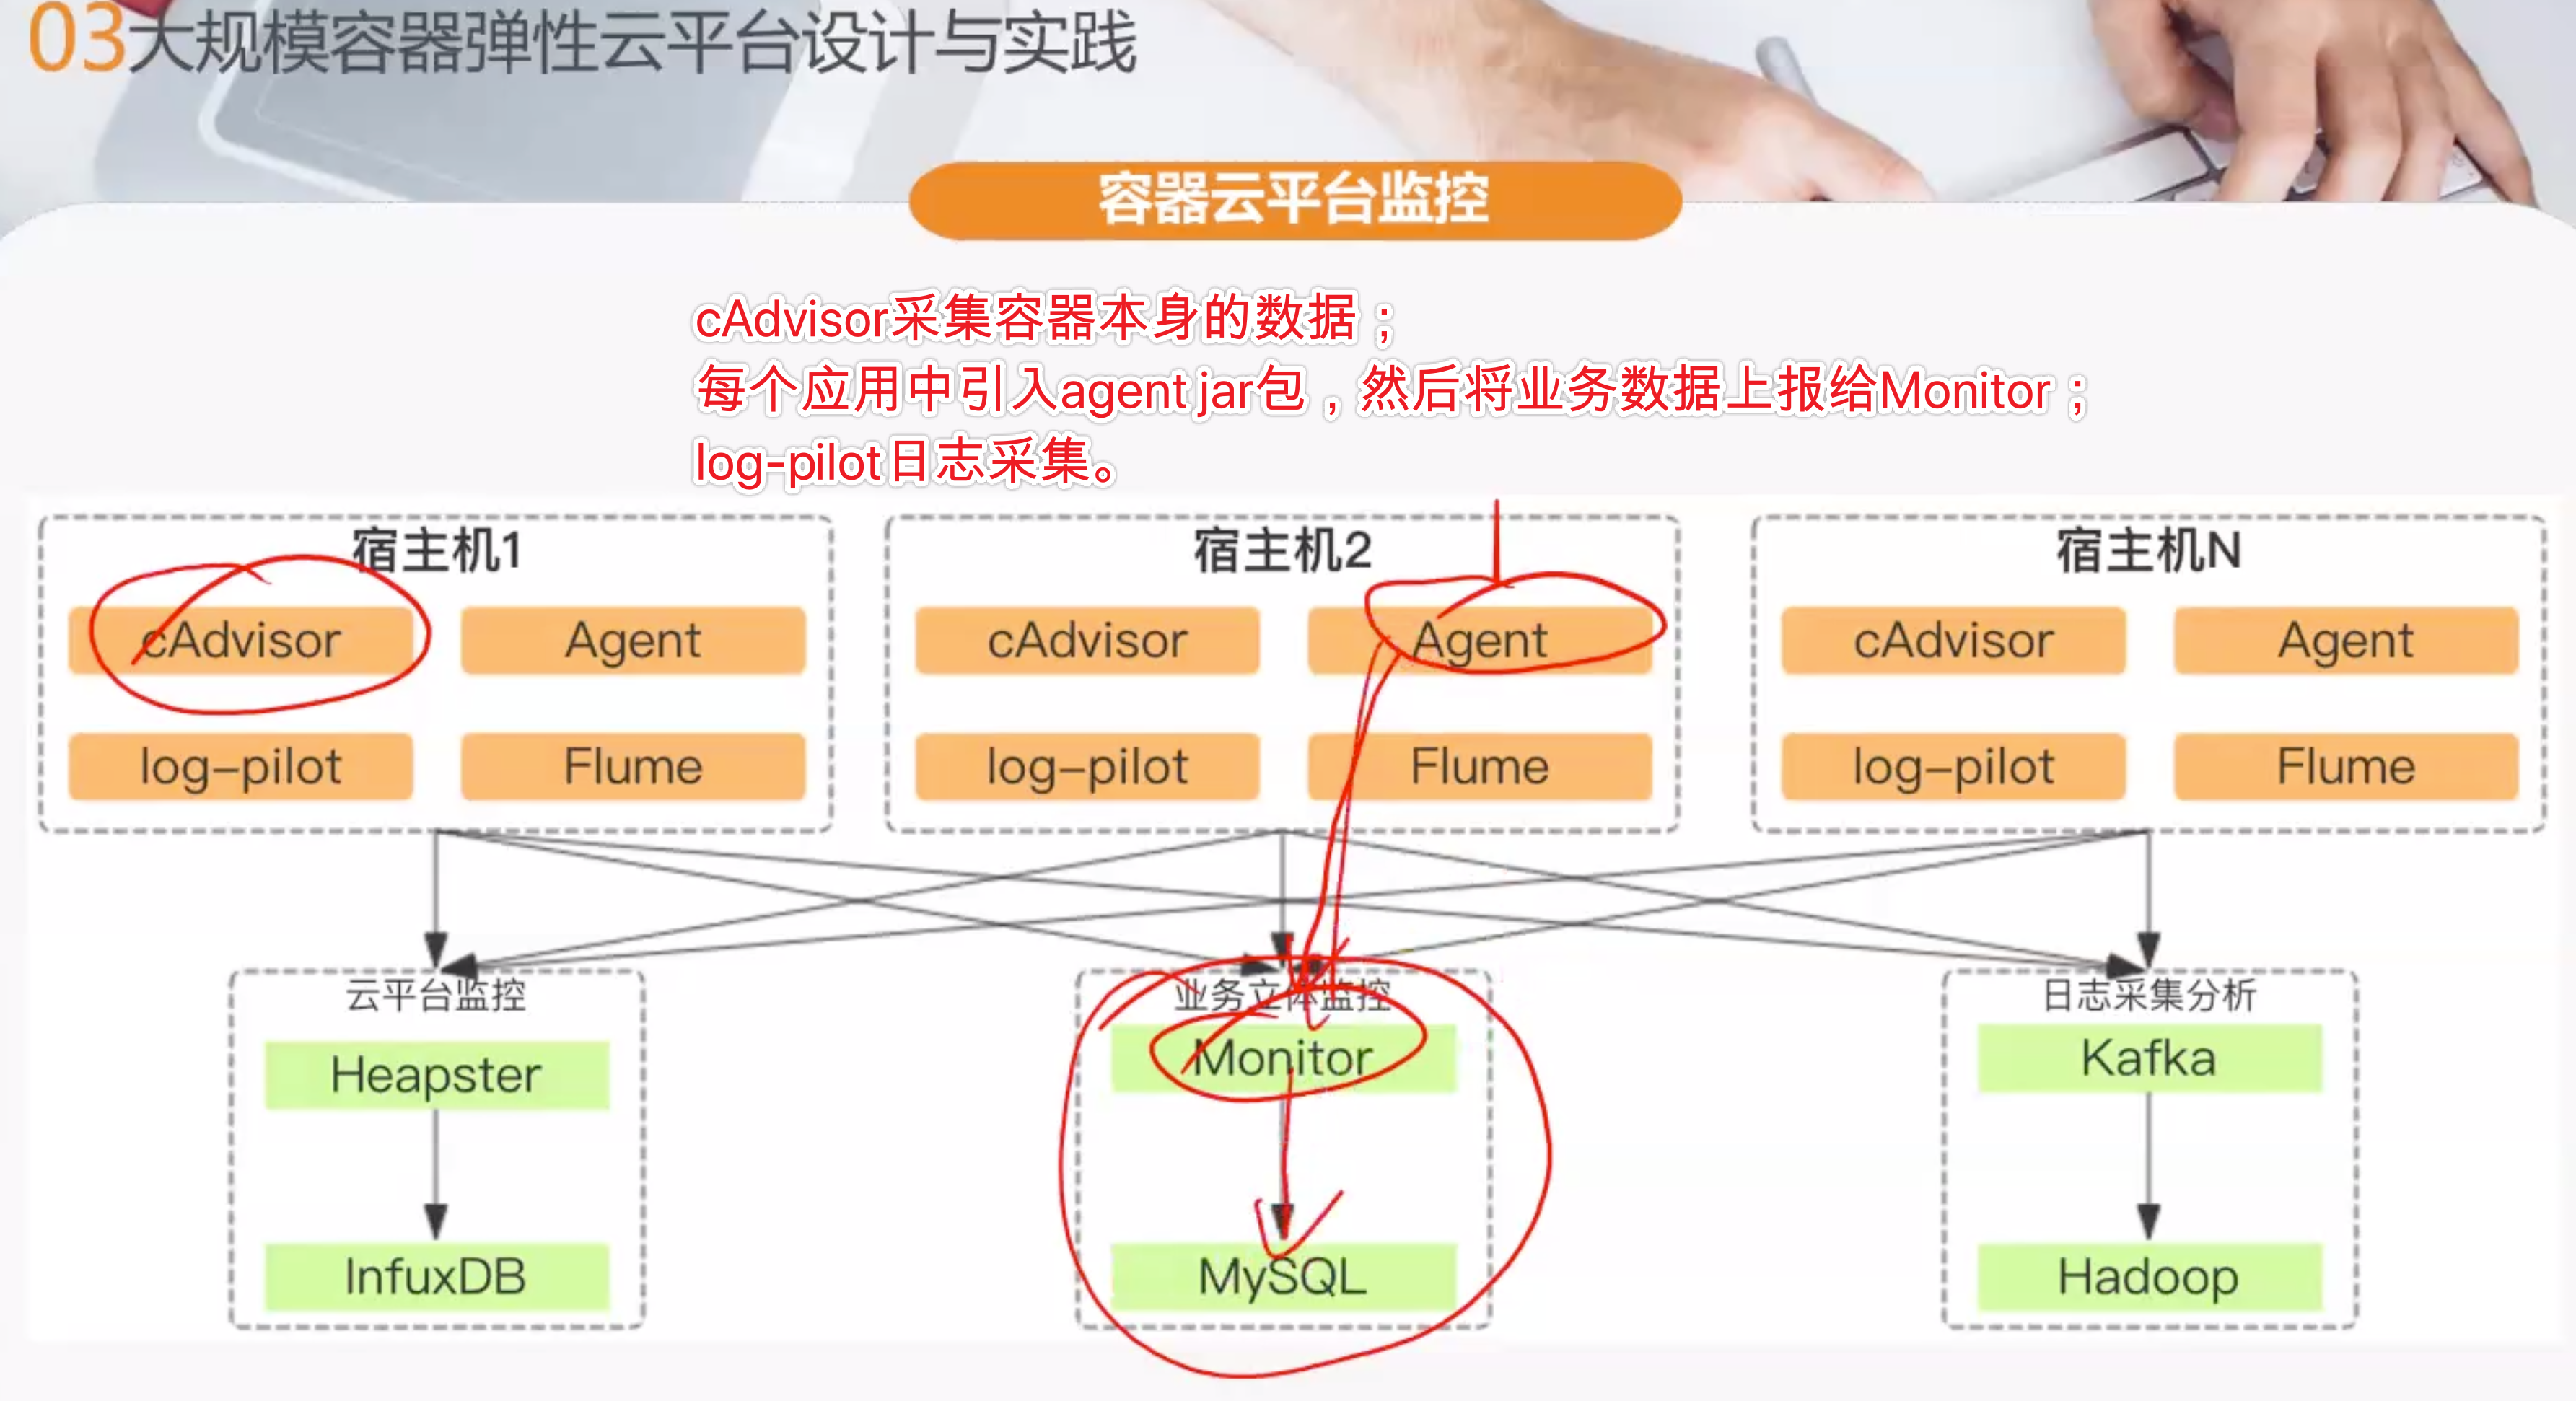 03大规模容器弹性云平台设计与实践
容器云平台监控
cAdvisor采集容器本身的数据；
每个应用中引入agent jar包，然后将业务数据上报给Monitor；
log-pilot日志采集。
宿主机1
cAdvisor
Agent
log-pilot
Flume
宿主机2
cAdvisor
Agent
log-pilot
Flume
宿主机N
cAdvisor
Agent
log-pilot
Flume
云平台监控
Heapster
InfuxDB
业务立体监控
Monitor
MySQL
日志采集分析
Kafka
Hadoop